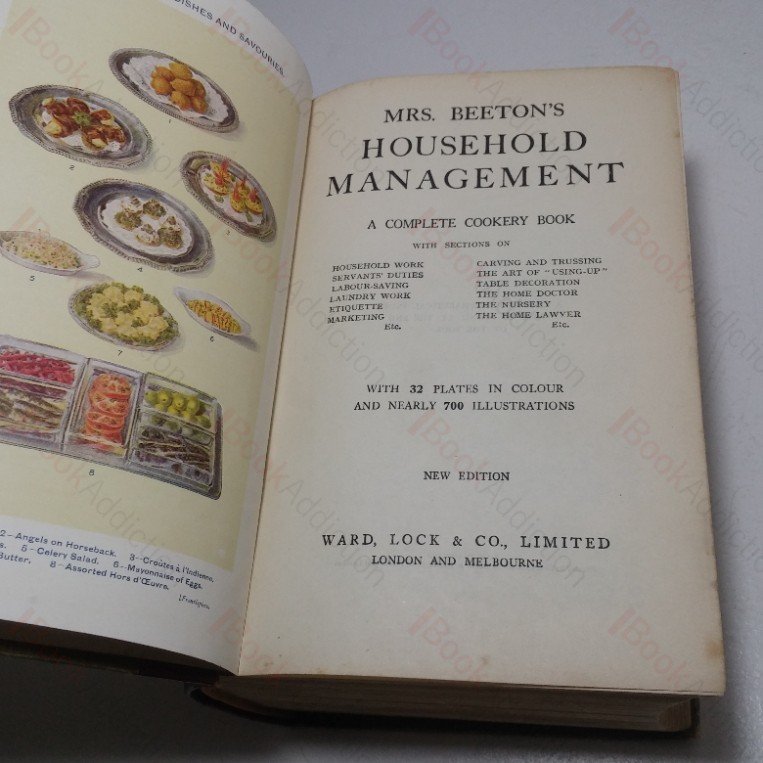 DISHES AND SAVOURIES.
1
2
3
4
5
6
7
8
2—Angels on Horseback. 3—Croûtes à l'Indienne.
5—Celery Salad. 6—Mayonnaise of Eggs.
Butter. 8—Assorted Hors d'Œuvre.
MRS. BEETON'S
HOUSEHOLD
MANAGEMENT
A COMPLETE COOKERY BOOK
WITH SECTIONS ON
HOUSEHOLD WORK
SERVANTS' DUTIES
LABOUR-SAVING
LAUNDRY WORK
ETIQUETTE
MARKETING
Etc.
CARVING AND TRUSSING
THE ART OF "USING-UP"
TABLE DECORATION
THE HOME DOCTOR
THE NURSERY
THE HOME LAWYER
Etc.
WITH 32 PLATES IN COLOUR
AND NEARLY 700 ILLUSTRATIONS
NEW EDITION
WARD, LOCK & CO., LIMITED
LONDON AND MELBOURNE
BookAddiction